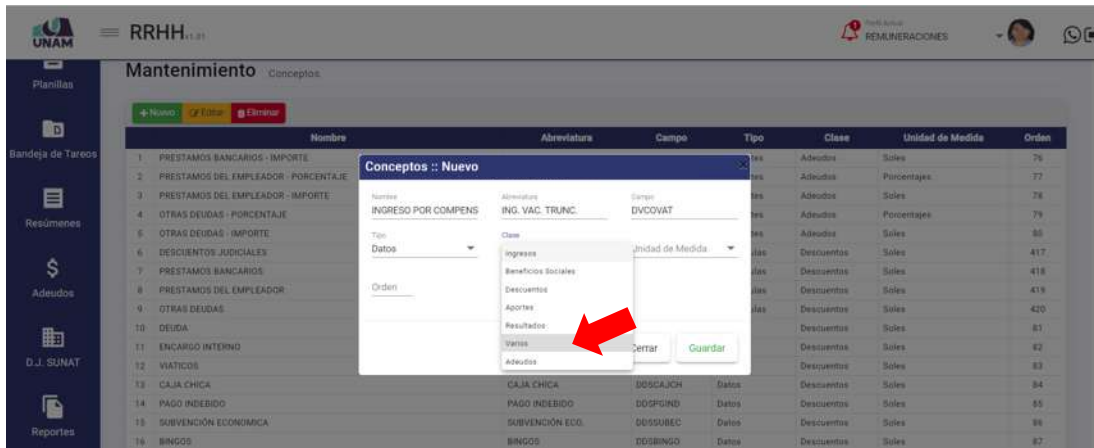 UNAM
RRHH v1.01
Perfil Actual
REMUNERACIONES
1
Planillas
Bandeja de Tareos
Resúmenes
Adeudos
D.J. SUNAT
Reportes
Mantenimiento Conceptos
+ Nuevo Editar Eliminar
Nombre Abreviatura Campo Tipo Clase Unidad de Medida Orden
1 PRESTAMOS BANCARIOS - IMPORTE Adeudos Soles 76
2 PRESTAMOS DEL EMPLEADOR - PORCENTAJE Adeudos Porcentajes 77
3 PRESTAMOS DEL EMPLEADOR - IMPORTE Adeudos Soles 78
4 OTRAS DEUDAS - PORCENTAJE Adeudos Porcentajes 79
5 OTRAS DEUDAS - IMPORTE Adeudos Soles 80
6 DESCUENTOS JUDICIALES Descuentos Soles 417
7 PRESTAMOS BANCARIOS Descuentos Soles 418
8 PRESTAMOS DEL EMPLEADOR Descuentos Soles 419
9 OTRAS DEUDAS Descuentos Soles 420
10 DEUDA Descuentos Soles 81
11 ENCARGO INTERNO Descuentos Soles 82
12 VIATICOS Descuentos Soles 83
13 CAJA CHICA CAJA CHICA DDSCAJCH Datos Descuentos Soles 84
14 PAGO INDEBIDO PAGO INDEBIDO DDSPGIND Datos Descuentos Soles 85
15 SUBVENCIÓN ECONOMICA SUBVENCIÓN ECO. DDSSUBEC Datos Descuentos Soles 86
16 BINGOS BINGOS DDSBINGO Datos Descuentos Soles 87
Conceptos :: Nuevo
Nombre Abreviatura Campo
INGRESO POR COMPENS ING. VAC. TRUNC. DVCOVAT
Tipo Clase
Datos Unidad de Medida
Orden
Ingresos
Beneficios Sociales
Descuentos
Aportes
Resultados
Varios
Adeudos
Cerrar Guardar